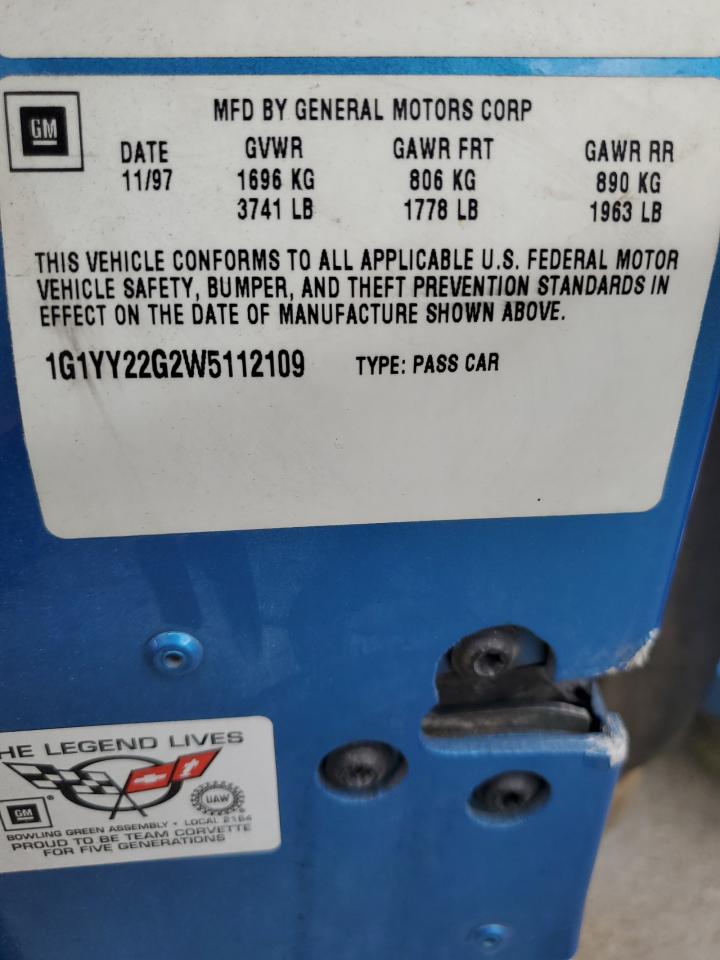 GM
MFD BY GENERAL MOTORS CORP
DATE GVWR GAWR FRT GAWR RR
11/97 1696 KG 806 KG 890 KG
3741 LB 1778 LB 1963 LB
THIS VEHICLE CONFORMS TO ALL APPLICABLE U.S. FEDERAL MOTOR
VEHICLE SAFETY, BUMPER, AND THEFT PREVENTION STANDARDS IN
EFFECT ON THE DATE OF MANUFACTURE SHOWN ABOVE.
1G1YY22G2W5112109 TYPE: PASS CAR
HE LEGEND LIVES
GM UAW
BOWLING GREEN ASSEMBLY • LOCAL 2164
PROUD TO BE TEAM CORVETTE
FOR FIVE GENERATIONS